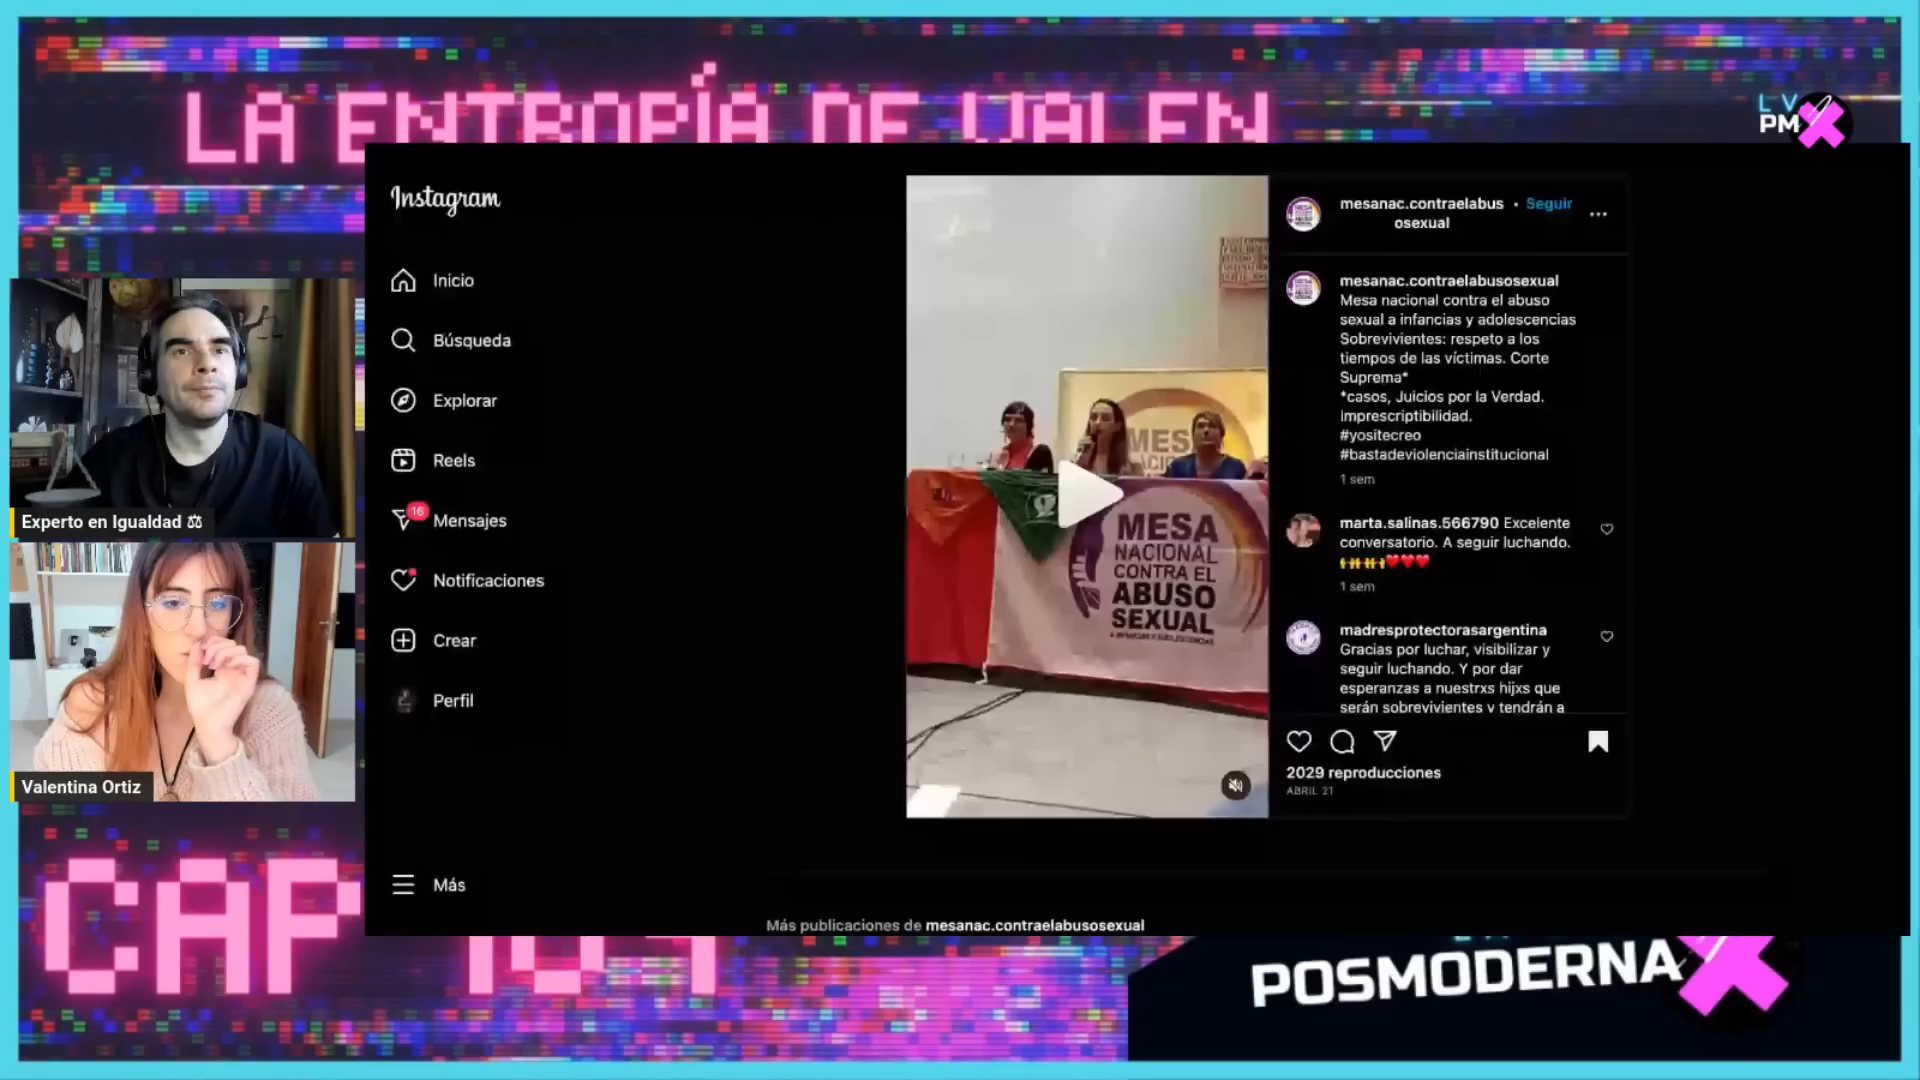 LA ENTROPÍA DE VALEN
L V
PM
Instagram
Inicio
Búsqueda
Explorar
Reels
16
Mensajes
Notificaciones
Crear
Perfil
Más
Experto en Igualdad ⚖
Valentina Ortiz
MESA
NACIONAL
CONTRA EL
ABUSO
SEXUAL
A INFANCIAS Y ADOLESCENCIAS
mesanac.contraelabus
osexual
• Seguir
mesanac.contraelabusosexual
Mesa nacional contra el abuso
sexual a infancias y adolescencias
Sobrevivientes: respeto a los
tiempos de las víctimas. Corte
Suprema*
*casos, Juicios por la Verdad.
Imprescriptibilidad.
#yositecreo
#bastadeviolenciainstitucional
1 sem
marta.salinas.566790 Excelente
conversatorio. A seguir luchando.
1 sem
madresprotectorasargentina
Gracias por luchar, visibilizar y
seguir luchando. Y por dar
esperanzas a nuestrxs hijxs que
serán sobrevivientes y tendrán a
2029 reproducciones
ABRIL 21
Más publicaciones de mesanac.contraelabusosexual
CAP
POSMODERNA